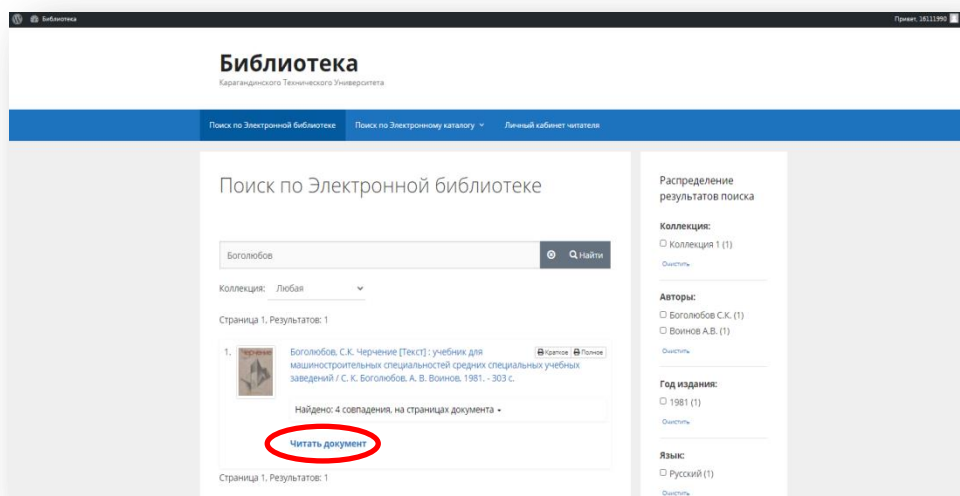 Библиотека
Привет, 16111990
Библиотека
Карагандинского Технического Университета
Поиск по Электронной библиотеке
Поиск по Электронному каталогу
Личный кабинет читателя
Поиск по Электронной библиотеке
Боголюбов
Найти
Коллекция: Любая
Страница 1, Результатов: 1
1.
Черчение
Боголюбов, С.К. Черчение [Текст] : учебник для
машиностроительных специальностей средних специальных учебных
заведений / С. К. Боголюбов, А. В. Воинов, 1981. - 303 с.
Краткое
Полное
Найдено: 4 совпадения, на страницах документа
Читать документ
Страница 1, Результатов: 1
Распределение
результатов поиска
Коллекция:
Коллекция 1 (1)
Очистить
Авторы:
Боголюбов С.К. (1)
Воинов А.В. (1)
Очистить
Год издания:
1981 (1)
Очистить
Язык:
Русский (1)
Очистить